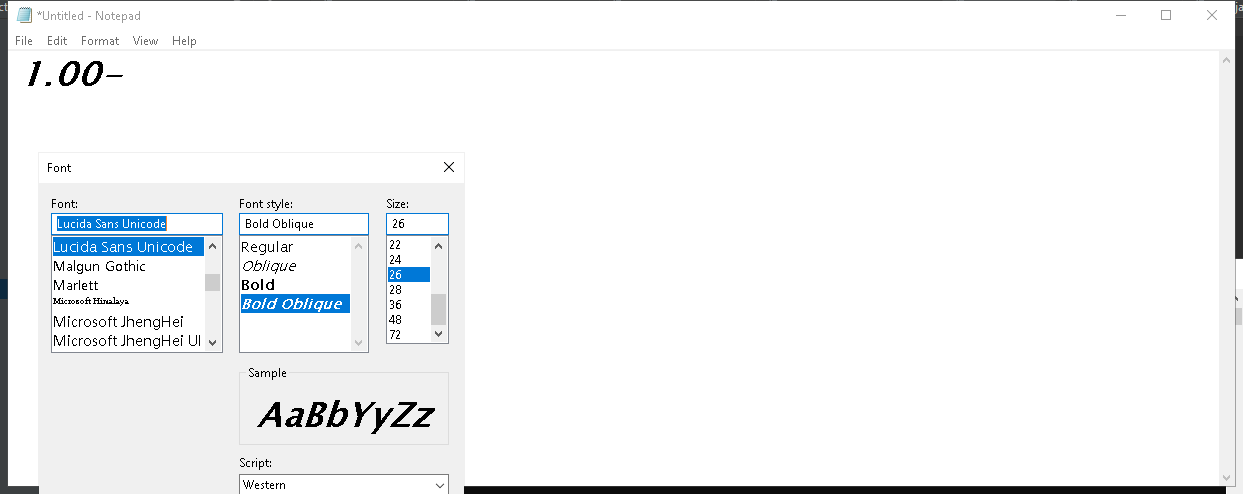 *Untitled - Notepad
File Edit Format View Help
1.00-
Font
Font: Font style: Size:
Lucida Sans Unicode Bold Oblique 26
Lucida Sans Unicode Regular 22
Malgun Gothic Oblique 24
Marlett Bold 26
Microsoft Himalaya Bold Oblique 28
Microsoft JhengHei 36
Microsoft JhengHei UI 48
72
Sample
AaBbYyZz
Script:
Western